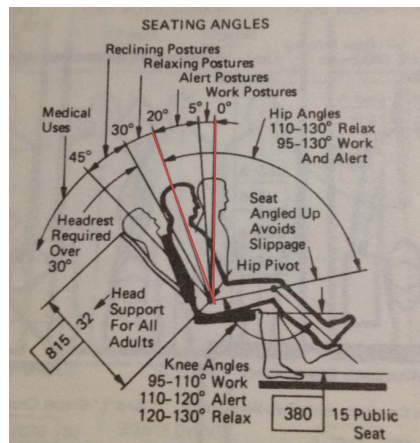 SEATING ANGLES
Reclining Postures
Relaxing Postures
Alert Postures
Work Postures
Medical
Uses
45°
30°
20°
5°
0°
Hip Angles
110-130° Relax
95-130° Work
And Alert
Headrest
Required
Over
30°
Seat
Angled Up
Avoids
Slippage
Hip Pivot
815
32
Head
Support
For All
Adults
Knee Angles
95-110° Work
110-120° Alert
120-130° Relax
380
15 Public
Seat